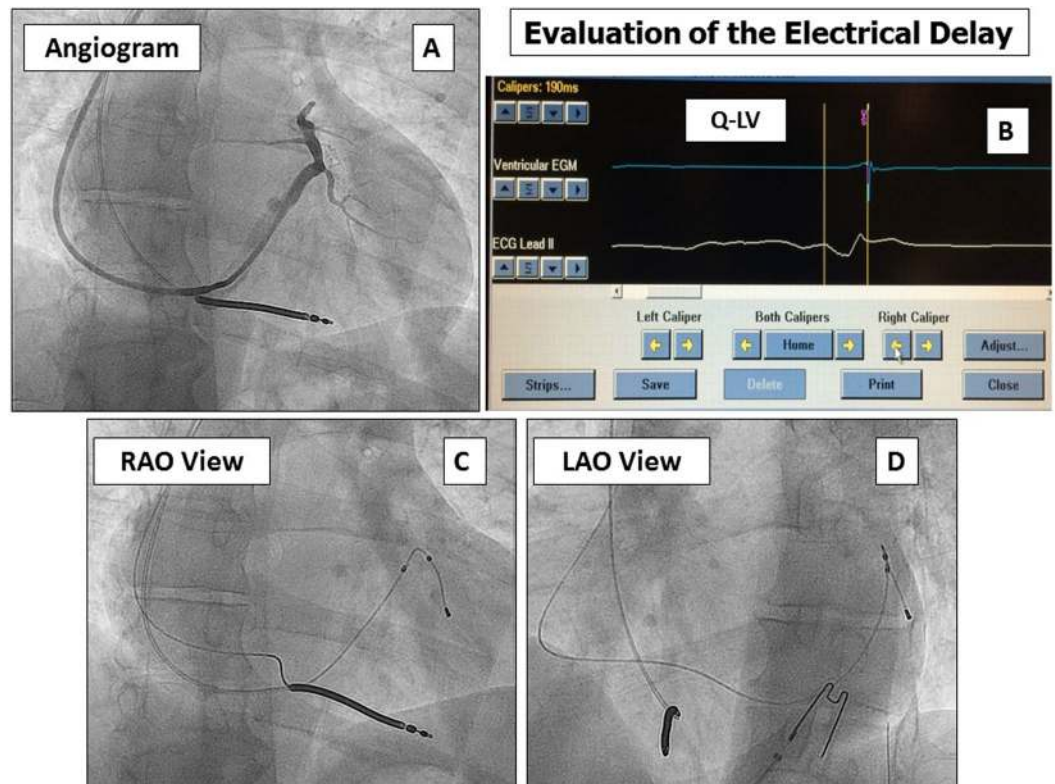 Angiogram
A
Evaluation of the Electrical Delay
Calipers: 190ms
Q-LV
B
Ventricular EGM
ECG Lead II
Left Caliper
Both Calipers
Right Caliper
Home
Adjust...
Strips...
Save
Delete
Print
Close
RAO View
C
LAO View
D